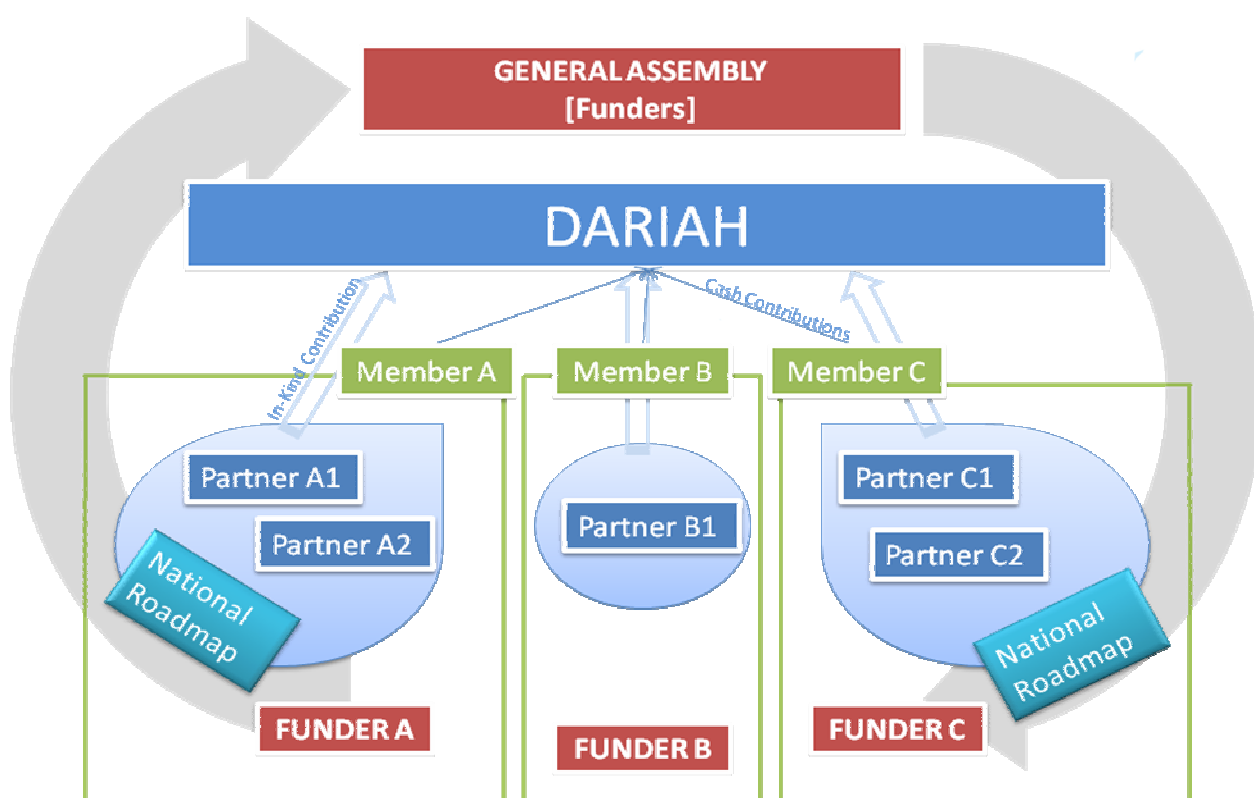 GENERAL ASSEMBLY
[Funders]
DARIAH
In-Kind Contribution
Cash Contributions
Member A
Member B
Member C
Partner A1
Partner A2
National
Roadmap
Partner B1
Partner C1
Partner C2
National
Roadmap
FUNDER A
FUNDER B
FUNDER C